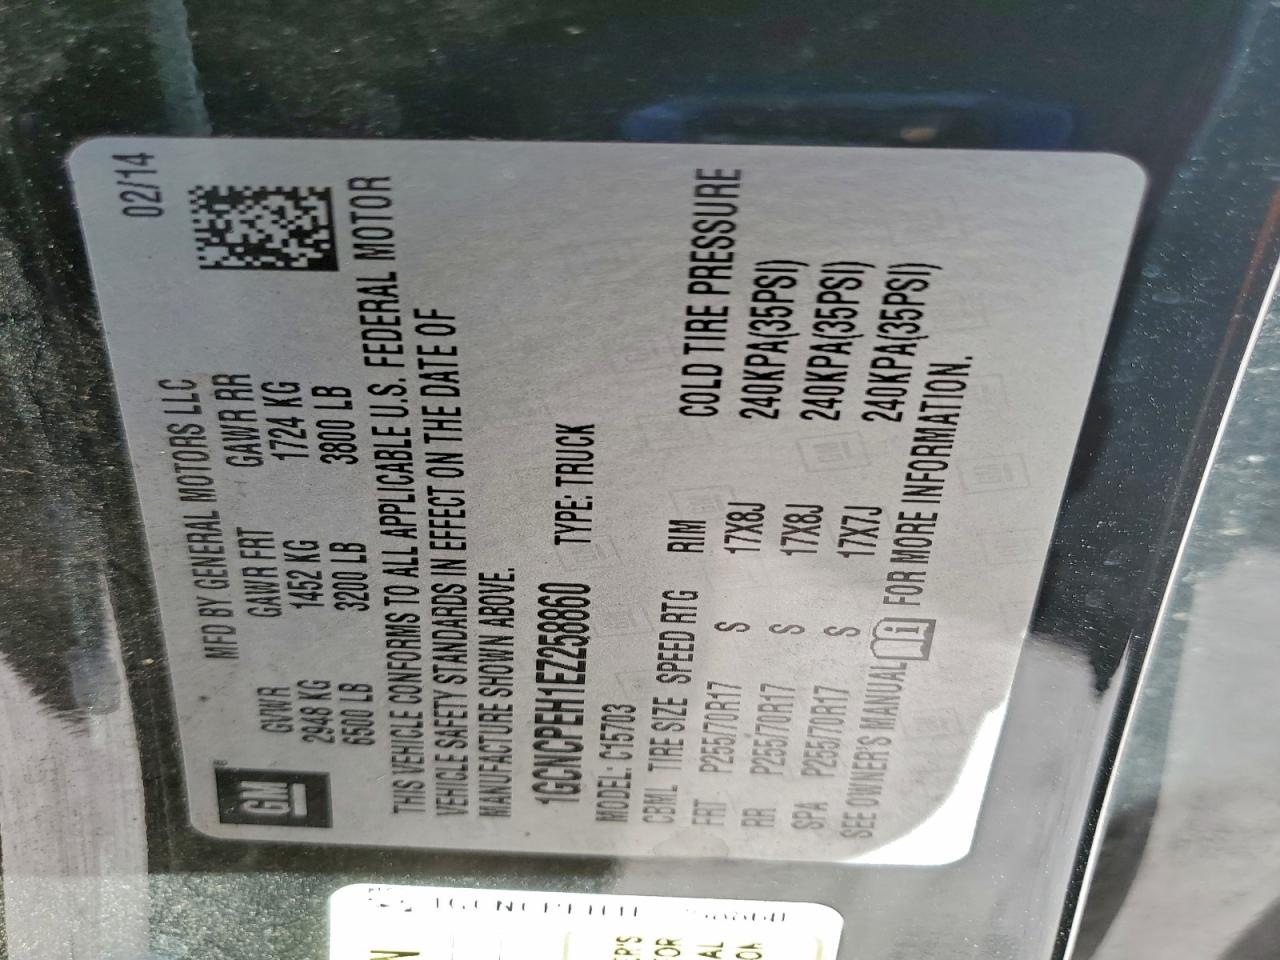 02/14
MFD BY GENERAL MOTORS LLC
GM
GVWR GAWR FRT GAWR RR
2948 KG 1452 KG 1724 KG
6500 LB 3200 LB 3800 LB
THIS VEHICLE CONFORMS TO ALL APPLICABLE U.S. FEDERAL MOTOR
VEHICLE SAFETY STANDARDS IN EFFECT ON THE DATE OF
MANUFACTURE SHOWN ABOVE.
1GCNCPEH1EZ258860 TYPE: TRUCK
MODEL: C15703
CBML TIRE SIZE SPEED RTG RIM COLD TIRE PRESSURE
FRT P255/70R17 S 17X8J 240KPA(35PSI)
RR P255/70R17 S 17X8J 240KPA(35PSI)
SPA P255/70R17 S 17X7J 240KPA(35PSI)
SEE OWNER'S MANUAL i FOR MORE INFORMATION.